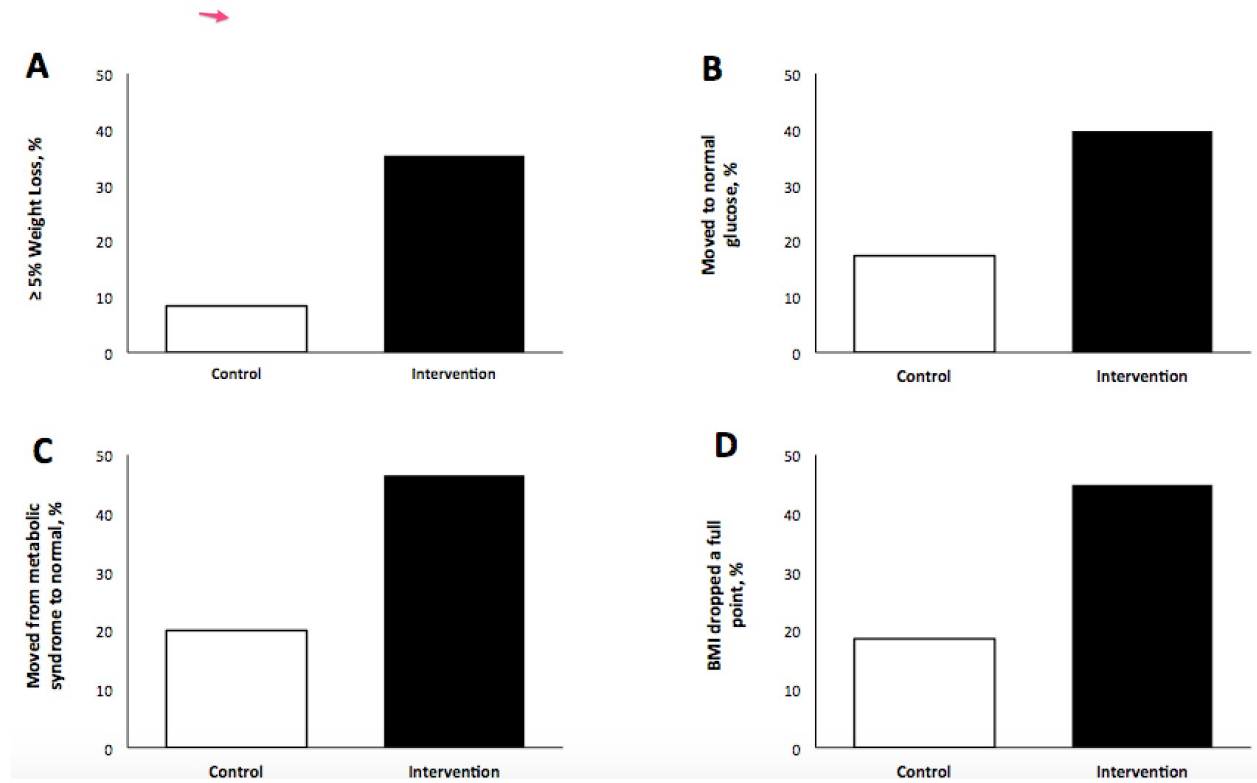 A
50
40
30
20
10
0
≥ 5% Weight Loss, %
Control Intervention
B
50
40
30
20
10
0
Moved to normal
glucose, %
Control Intervention
C
50
40
30
20
10
0
Moved from metabolic
syndrome to normal, %
Control Intervention
D
50
40
30
20
10
0
BMI dropped a full
point, %
Control Intervention